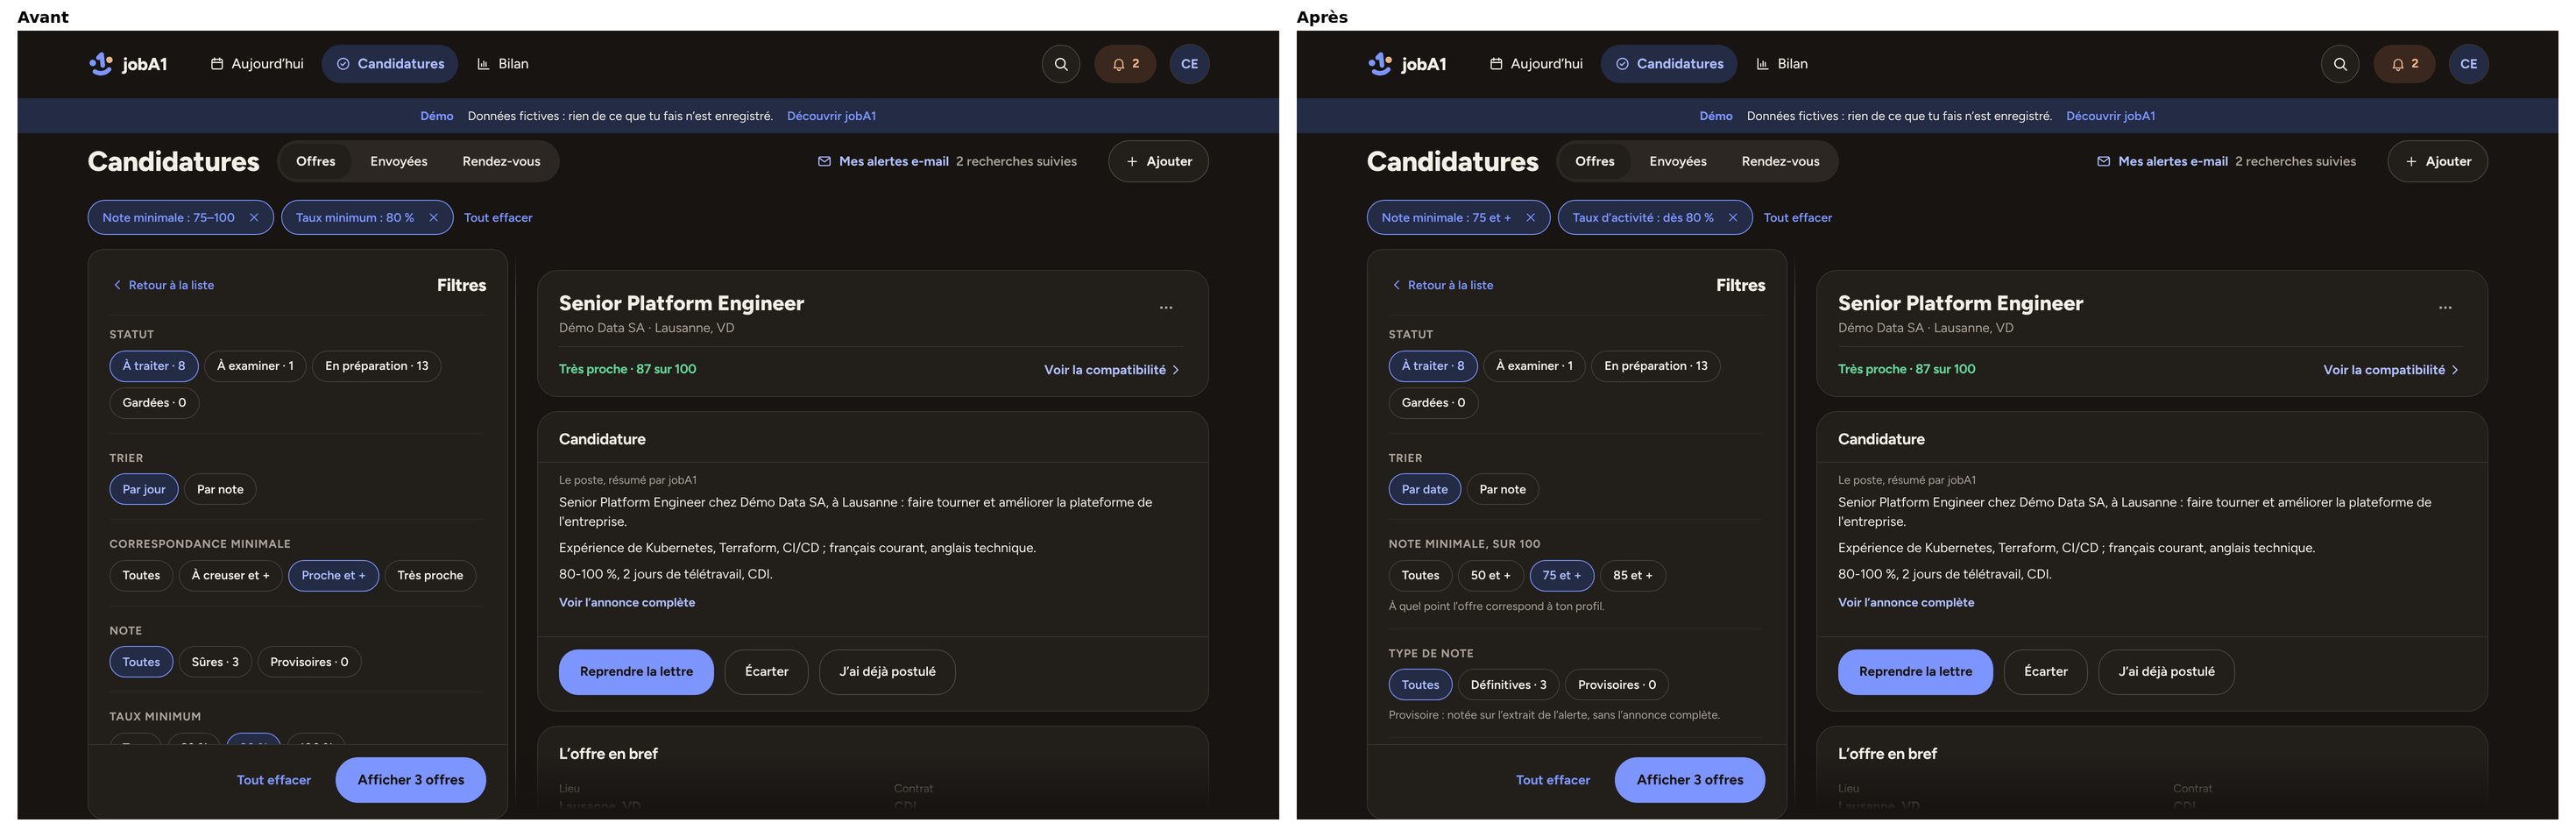 Avant
jobA1 Aujourd'hui Candidatures Bilan 2 CE
Démo Données fictives : rien de ce que tu fais n'est enregistré. Découvrir jobA1
Candidatures Offres Envoyées Rendez-vous Mes alertes e-mail 2 recherches suivies + Ajouter
Note minimale : 75–100 × Taux minimum : 80 % × Tout effacer
Retour à la liste Filtres
STATUT
À traiter · 8 À examiner · 1 En préparation · 13
Gardées · 0
TRIER
Par jour Par note
CORRESPONDANCE MINIMALE
Toutes À creuser et + Proche et + Très proche
NOTE
Toutes Sûres · 3 Provisoires · 0
TAUX MINIMUM
Tout effacer Afficher 3 offres
Senior Platform Engineer ...
Démo Data SA · Lausanne, VD
Très proche · 87 sur 100 Voir la compatibilité >
Candidature
Le poste, résumé par jobA1
Senior Platform Engineer chez Démo Data SA, à Lausanne : faire tourner et améliorer la plateforme de
l'entreprise.
Expérience de Kubernetes, Terraform, CI/CD ; français courant, anglais technique.
80-100 %, 2 jours de télétravail, CDI.
Voir l'annonce complète
Reprendre la lettre Écarter J'ai déjà postulé
L'offre en bref
Lieu Contrat
Lausanne, VD CDI
Après
jobA1 Aujourd'hui Candidatures Bilan 2 CE
Démo Données fictives : rien de ce que tu fais n'est enregistré. Découvrir jobA1
Candidatures Offres Envoyées Rendez-vous Mes alertes e-mail 2 recherches suivies + Ajouter
Note minimale : 75 et + × Taux d'activité : dès 80 % × Tout effacer
Retour à la liste Filtres
STATUT
À traiter · 8 À examiner · 1 En préparation · 13
Gardées · 0
TRIER
Par date Par note
NOTE MINIMALE, SUR 100
Toutes 50 et + 75 et + 85 et +
À quel point l'offre correspond à ton profil.
TYPE DE NOTE
Toutes Définitives · 3 Provisoires · 0
Provisoire : notée sur l'extrait de l'alerte, sans l'annonce complète.
Tout effacer Afficher 3 offres
Senior Platform Engineer ...
Démo Data SA · Lausanne, VD
Très proche · 87 sur 100 Voir la compatibilité >
Candidature
Le poste, résumé par jobA1
Senior Platform Engineer chez Démo Data SA, à Lausanne : faire tourner et améliorer la plateforme de
l'entreprise.
Expérience de Kubernetes, Terraform, CI/CD ; français courant, anglais technique.
80-100 %, 2 jours de télétravail, CDI.
Voir l'annonce complète
Reprendre la lettre Écarter J'ai déjà postulé
L'offre en bref
Lieu Contrat
Lausanne, VD CDI